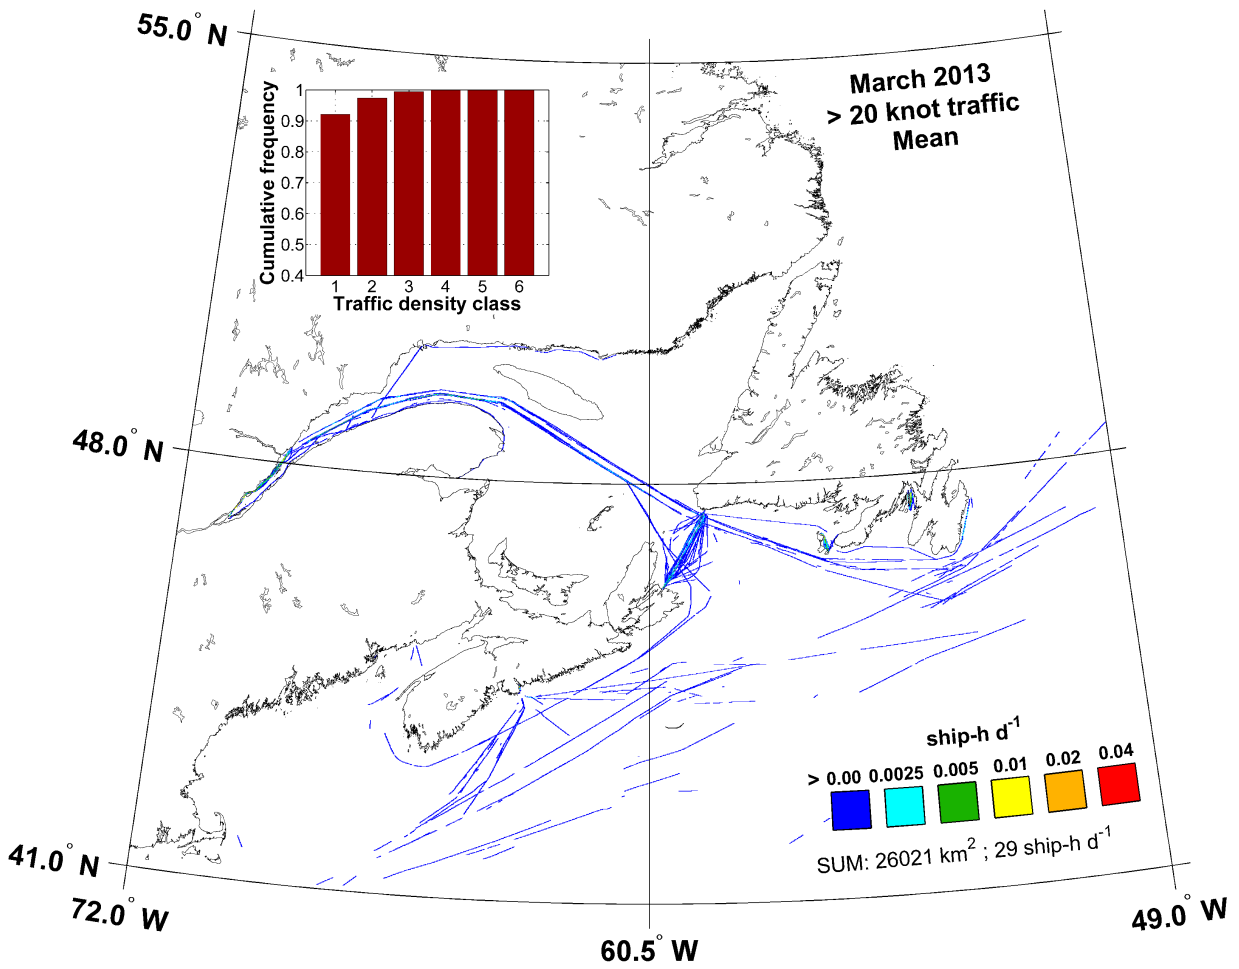 55.0° N
March 2013
> 20 knot traffic
Mean
Cumulative frequency
1
0.9
0.8
0.7
0.6
0.5
0.4
1 2 3 4 5 6
Traffic density class
48.0° N
ship-h d⁻¹
> 0.00 0.0025 0.005 0.01 0.02 0.04
SUM: 26021 km² ; 29 ship-h d⁻¹
41.0° N
72.0° W
60.5° W
49.0° W